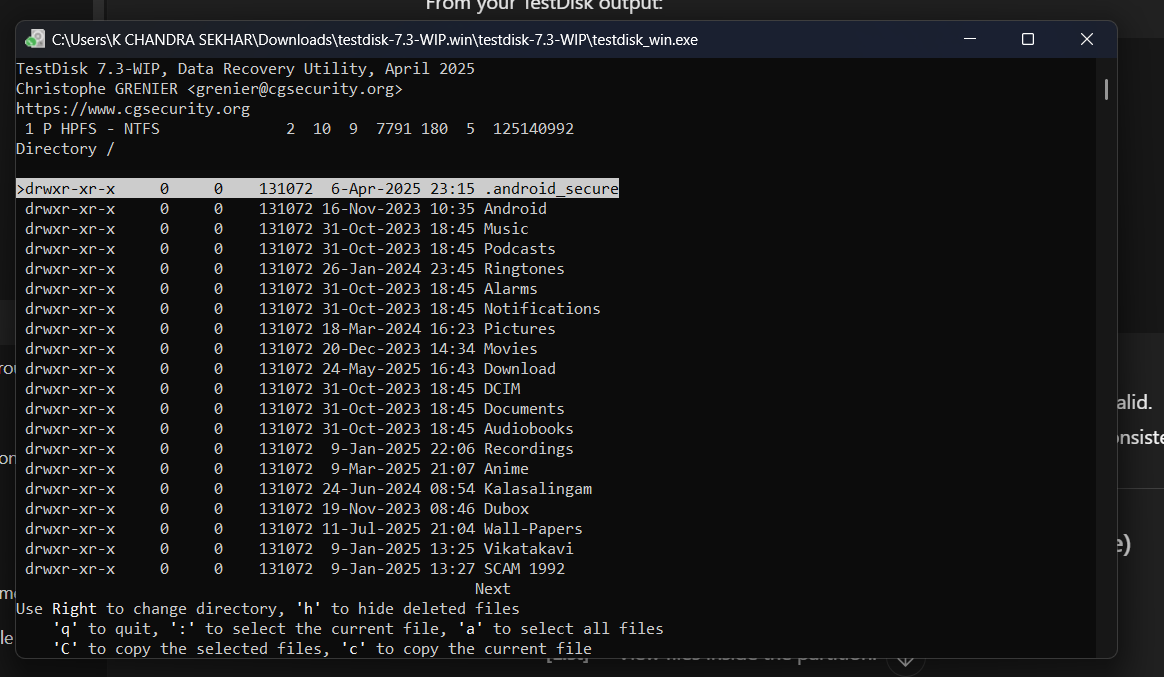 From your TestDisk output:
C:\Users\K CHANDRA SEKHAR\Downloads\testdisk-7.3-WIP.win\testdisk-7.3-WIP\testdisk_win.exe
TestDisk 7.3-WIP, Data Recovery Utility, April 2025
Christophe GRENIER <grenier@cgsecurity.org>
https://www.cgsecurity.org
 1 P HPFS - NTFS              2  10  9  7791 180  5  125140992
Directory /
>drwxr-xr-x     0     0    131072  6-Apr-2025 23:15 .android_secure
 drwxr-xr-x     0     0    131072 16-Nov-2023 10:35 Android
 drwxr-xr-x     0     0    131072 31-Oct-2023 18:45 Music
 drwxr-xr-x     0     0    131072 31-Oct-2023 18:45 Podcasts
 drwxr-xr-x     0     0    131072 26-Jan-2024 23:45 Ringtones
 drwxr-xr-x     0     0    131072 31-Oct-2023 18:45 Alarms
 drwxr-xr-x     0     0    131072 31-Oct-2023 18:45 Notifications
 drwxr-xr-x     0     0    131072 18-Mar-2024 16:23 Pictures
 drwxr-xr-x     0     0    131072 20-Dec-2023 14:34 Movies
 drwxr-xr-x     0     0    131072 24-May-2025 16:43 Download
 drwxr-xr-x     0     0    131072 31-Oct-2023 18:45 DCIM
 drwxr-xr-x     0     0    131072 31-Oct-2023 18:45 Documents
 drwxr-xr-x     0     0    131072 31-Oct-2023 18:45 Audiobooks
 drwxr-xr-x     0     0    131072  9-Jan-2025 22:06 Recordings
 drwxr-xr-x     0     0    131072  9-Mar-2025 21:07 Anime
 drwxr-xr-x     0     0    131072 24-Jun-2024 08:54 Kalasalingam
 drwxr-xr-x     0     0    131072 19-Nov-2023 08:46 Dubox
 drwxr-xr-x     0     0    131072 11-Jul-2025 21:04 Wall-Papers
 drwxr-xr-x     0     0    131072  9-Jan-2025 13:25 Vikatakavi
 drwxr-xr-x     0     0    131072  9-Jan-2025 13:27 SCAM 1992
Next
Use Right to change directory, 'h' to hide deleted files
'q' to quit, ':' to select the current file, 'a' to select all files
'C' to copy the selected files, 'c' to copy the current file